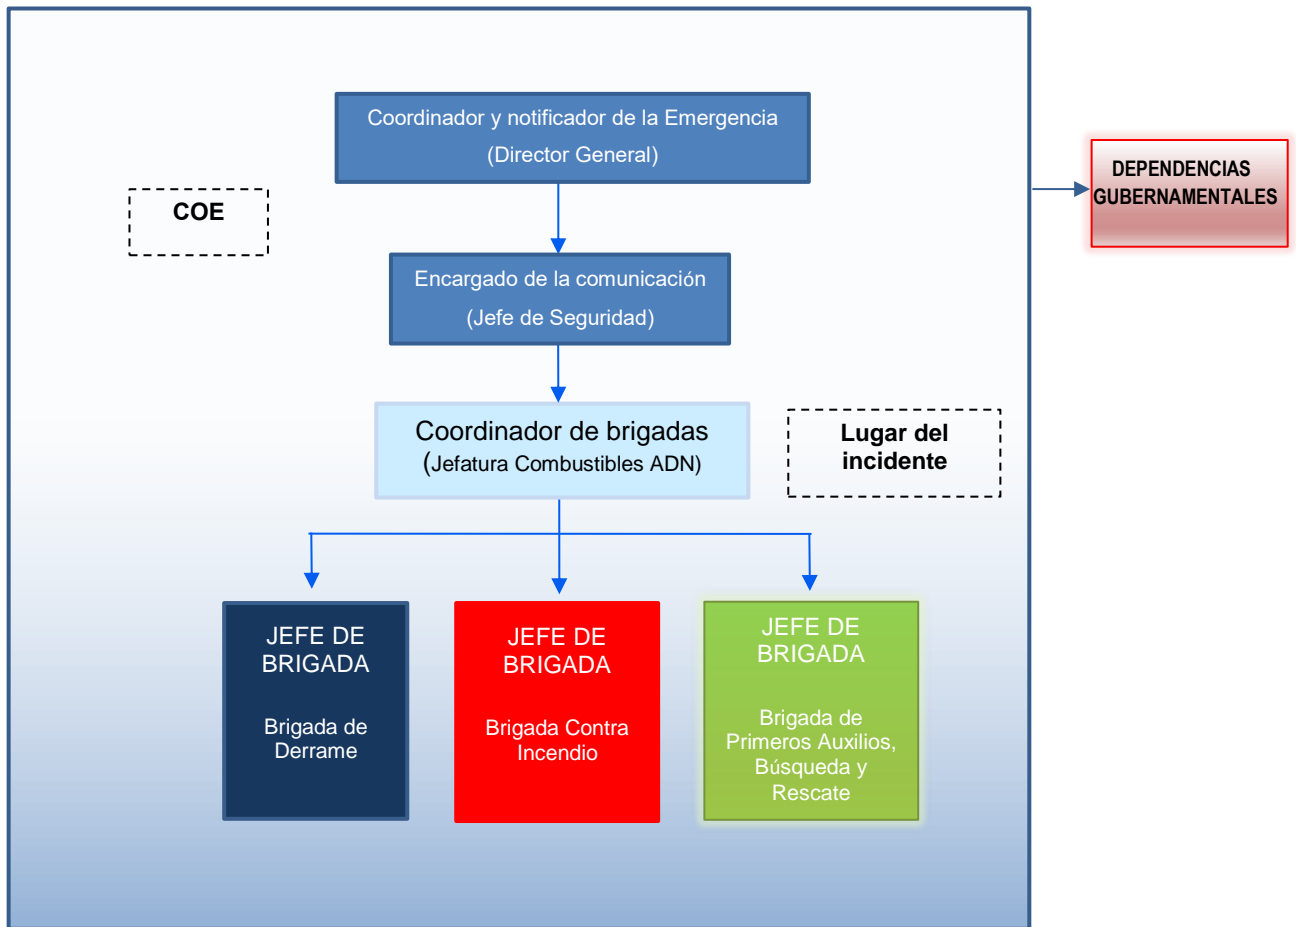 Coordinador y notificador de la Emergencia
(Director General)
DEPENDENCIAS
GUBERNAMENTALES
COE
Encargado de la comunicación
(Jefe de Seguridad)
Coordinador de brigadas
(Jefatura Combustibles ADN)
Lugar del
incidente
JEFE DE
BRIGADA
Brigada de
Derrame
JEFE DE
BRIGADA
Brigada Contra
Incendio
JEFE DE
BRIGADA
Brigada de
Primeros Auxilios,
Búsqueda y
Rescate